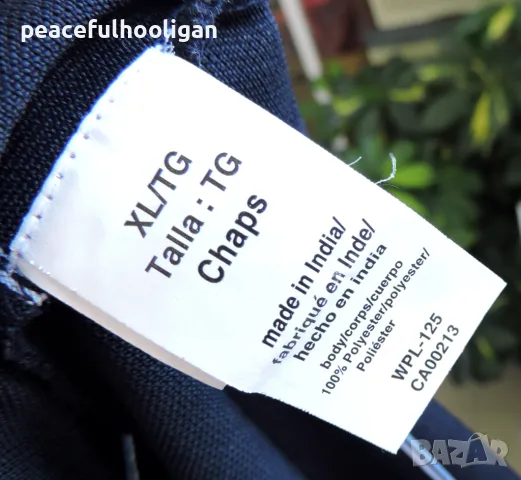 peacefulhooligan
XL/TG
Talla : TG
Chaps
made in India/
fabriqué en Inde/
hecho en india
body/corps/cuerpo
100% Polyester/polyester/
Poliéster
WPL-125
CA00213
BAZAR